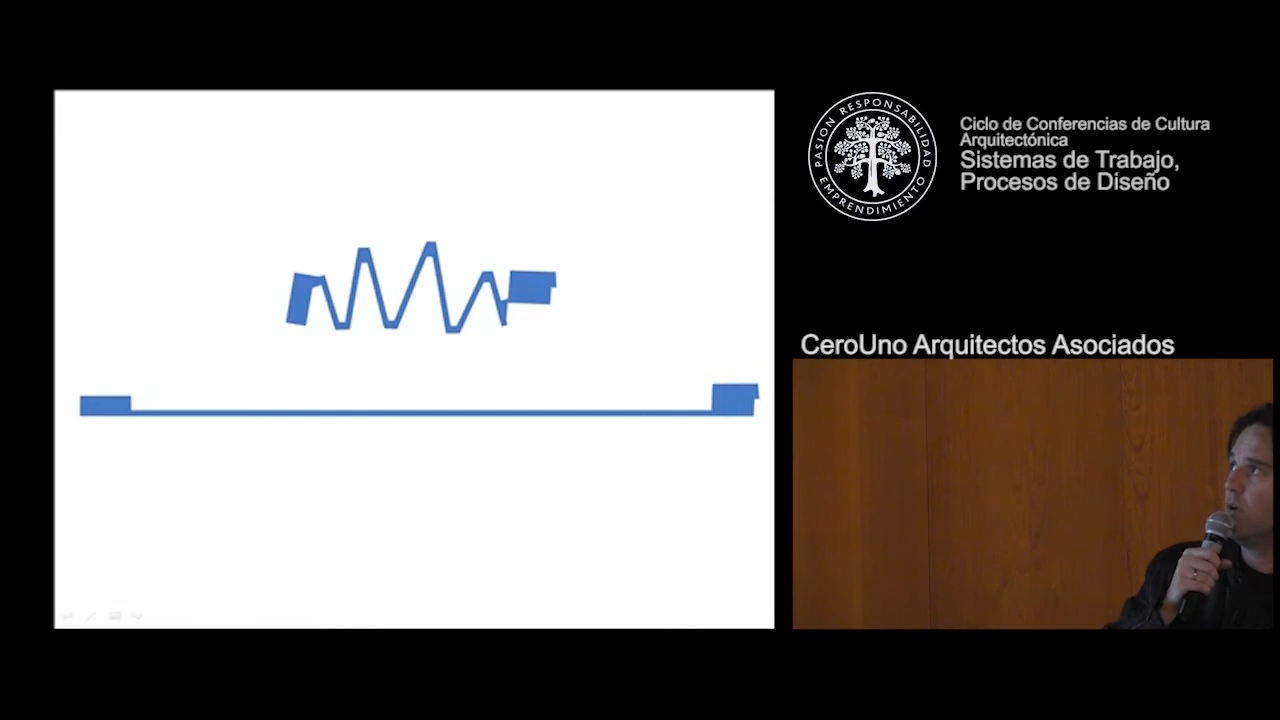 PASION RESPONSABILIDAD
EMPRENDIMIENTO
Ciclo de Conferencias de Cultura
Arquitectónica
Sistemas de Trabajo,
Procesos de Diseño
CeroUno Arquitectos Asociados